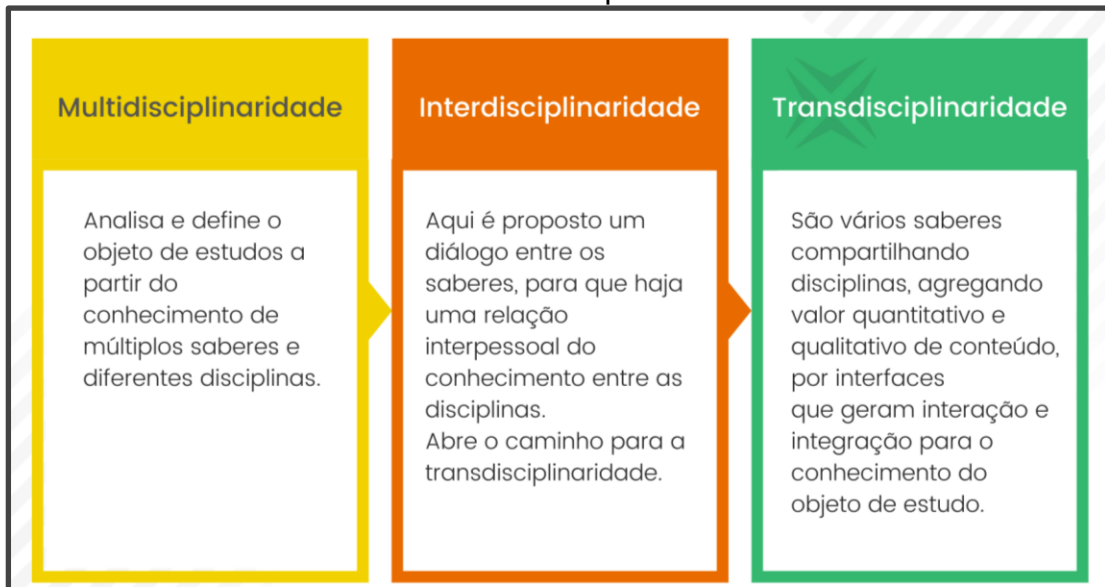 Multidisciplinaridade
Analisa e define o
objeto de estudos a
partir do
conhecimento de
múltiplos saberes e
diferentes disciplinas.
Interdisciplinaridade
Aqui é proposto um
diálogo entre os
saberes, para que haja
uma relação
interpessoal do
conhecimento entre as
disciplinas.
Abre o caminho para a
transdisciplinaridade.
Transdisciplinaridade
São vários saberes
compartilhando
disciplinas, agregando
valor quantitativo e
qualitativo de conteúdo,
por interfaces
que geram interação e
integração para o
conhecimento do
objeto de estudo.